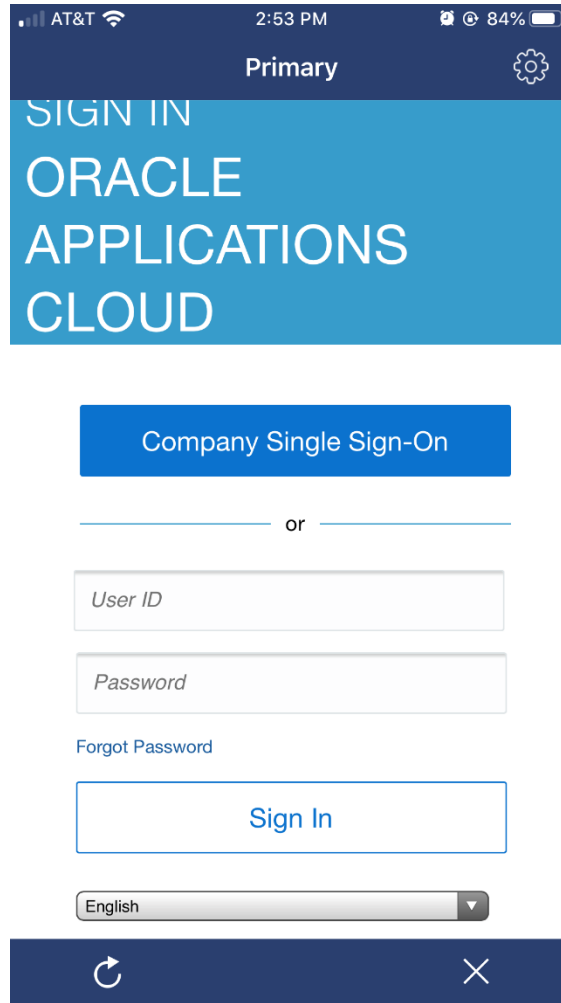 AT&T 2:53 PM 84%
Primary
SIGN IN
ORACLE
APPLICATIONS
CLOUD
Company Single Sign-On
or
User ID
Password
Forgot Password
Sign In
English